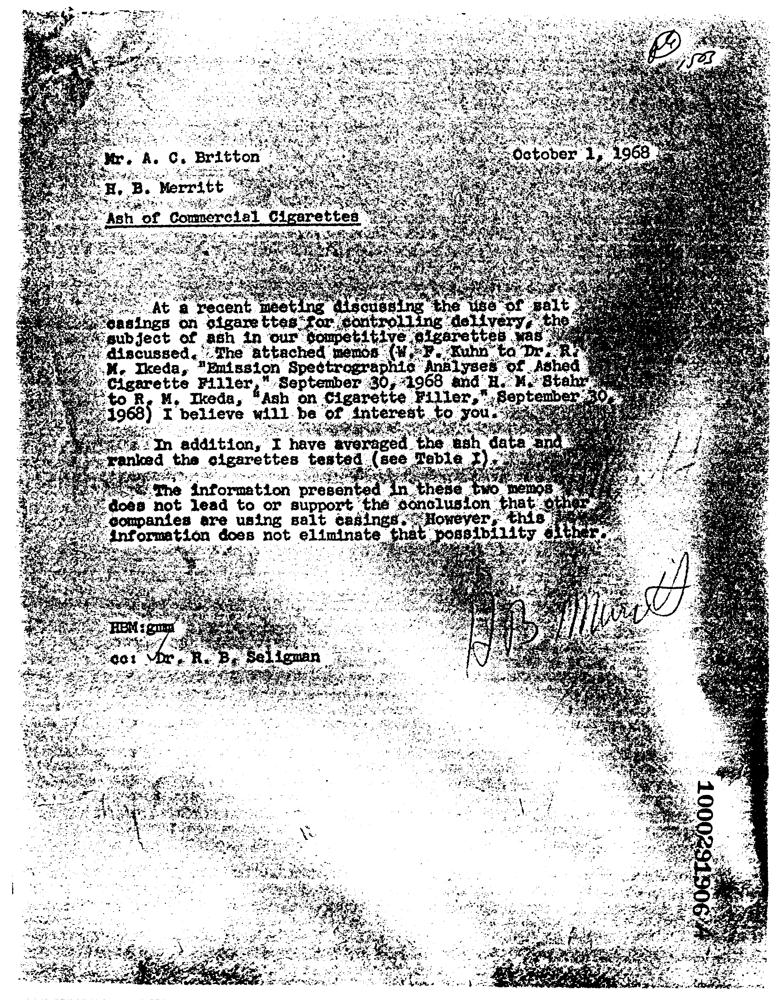 1503
Mr. A. C. Britton October 1, 1968
H. B. Merritt
Ash of Commercial Cigarettes
At a recent meeting discussing the use of salt
casings on cigarettes for controlling delivery, the
subject of ash in our competitive cigarettes was
discussed. The attached memos (W. F. Kuhn to Dr. R.
M. Ikeda, "Emission Spectrographic Analyses of Ashed
Cigarette Filler," September 30, 1968 and H. M. Stahr
to R. M. Ikeda, "Ash on Cigarette Filler," September 30,
1968) I believe will be of interest to you.
In addition, I have averaged the ash data and
ranked the cigarettes tested (see Table I).
The information presented in these two memos
does not lead to or support the conclusion that other
companies are using salt casings. However, this
information does not eliminate that possibility either.
H B Merritt
HBM:gmm
cc: Dr. R. B. Seligman